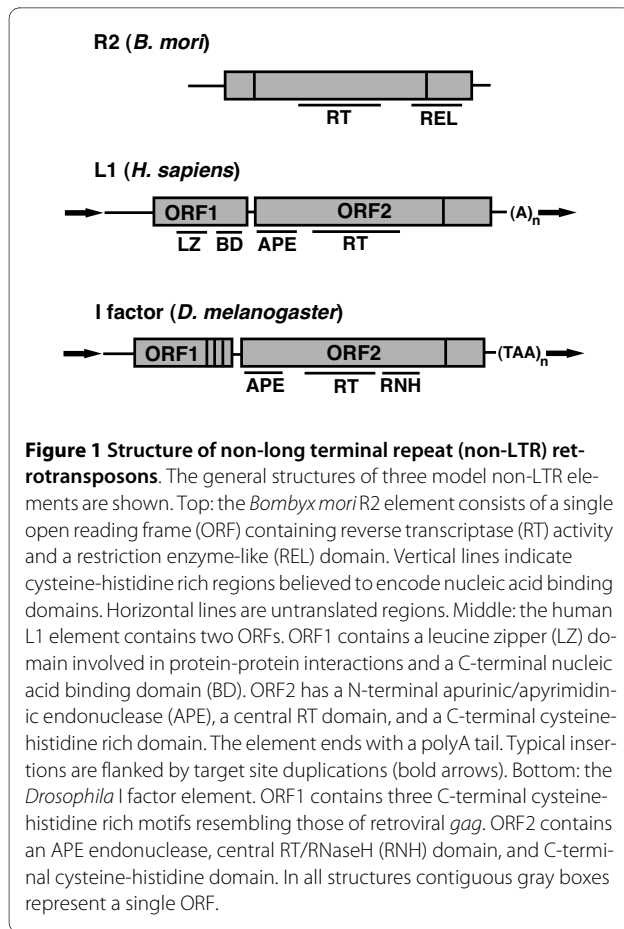 R2 (B. mori)
RT REL
L1 (H. sapiens)
ORF1 ORF2 (A)n
LZ BD APE RT
I factor (D. melanogaster)
ORF1 ORF2 (TAA)n
APE RT RNH
Figure 1 Structure of non-long terminal repeat (non-LTR) ret-
rotransposons. The general structures of three model non-LTR ele-
ments are shown. Top: the Bombyx mori R2 element consists of a single
open reading frame (ORF) containing reverse transcriptase (RT) activity
and a restriction enzyme-like (REL) domain. Vertical lines indicate
cysteine-histidine rich regions believed to encode nucleic acid binding
domains. Horizontal lines are untranslated regions. Middle: the human
L1 element contains two ORFs. ORF1 contains a leucine zipper (LZ) do-
main involved in protein-protein interactions and a C-terminal nucleic
acid binding domain (BD). ORF2 has a N-terminal apurinic/apyrimidin-
ic endonuclease (APE), a central RT domain, and a C-terminal cysteine-
histidine rich domain. The element ends with a polyA tail. Typical inser-
tions are flanked by target site duplications (bold arrows). Bottom: the
Drosophila I factor element. ORF1 contains three C-terminal cysteine-
histidine rich motifs resembling those of retroviral gag. ORF2 contains
an APE endonuclease, central RT/RNaseH (RNH) domain, and C-termi-
nal cysteine-histidine domain. In all structures contiguous gray boxes
represent a single ORF.